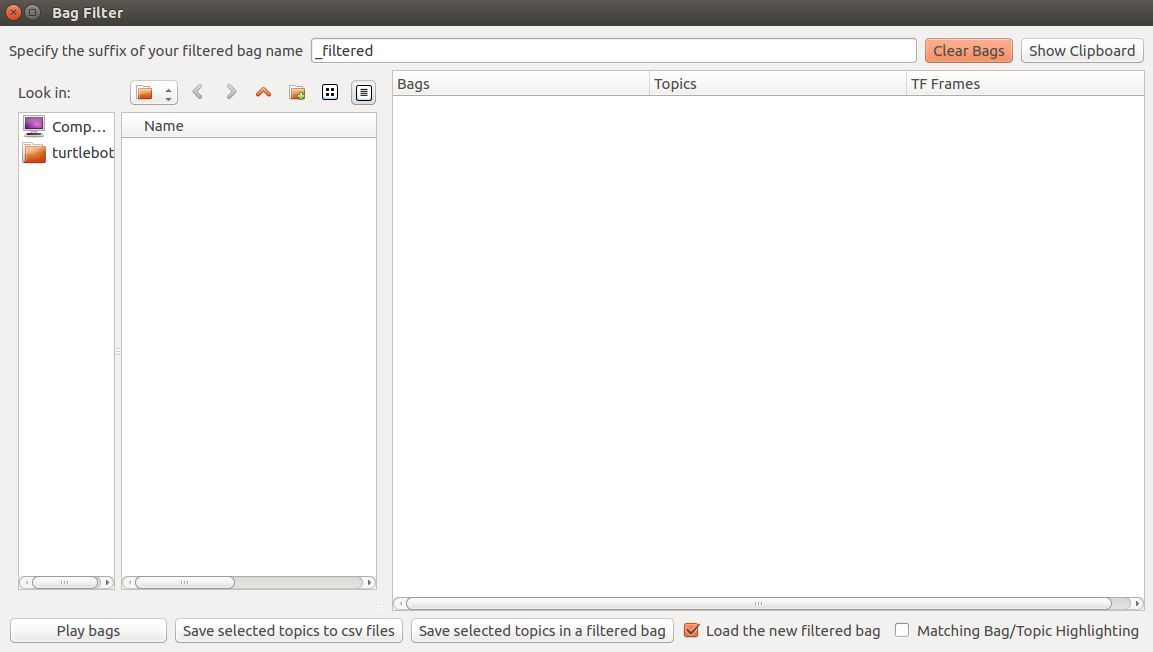 Bag Filter
Specify the suffix of your filtered bag name _filtered Clear Bags Show Clipboard
Look in:
Bags Topics TF Frames
Comp...
turtlebot
Name
Play bags Save selected topics to csv files Save selected topics in a filtered bag Load the new filtered bag Matching Bag/Topic Highlighting